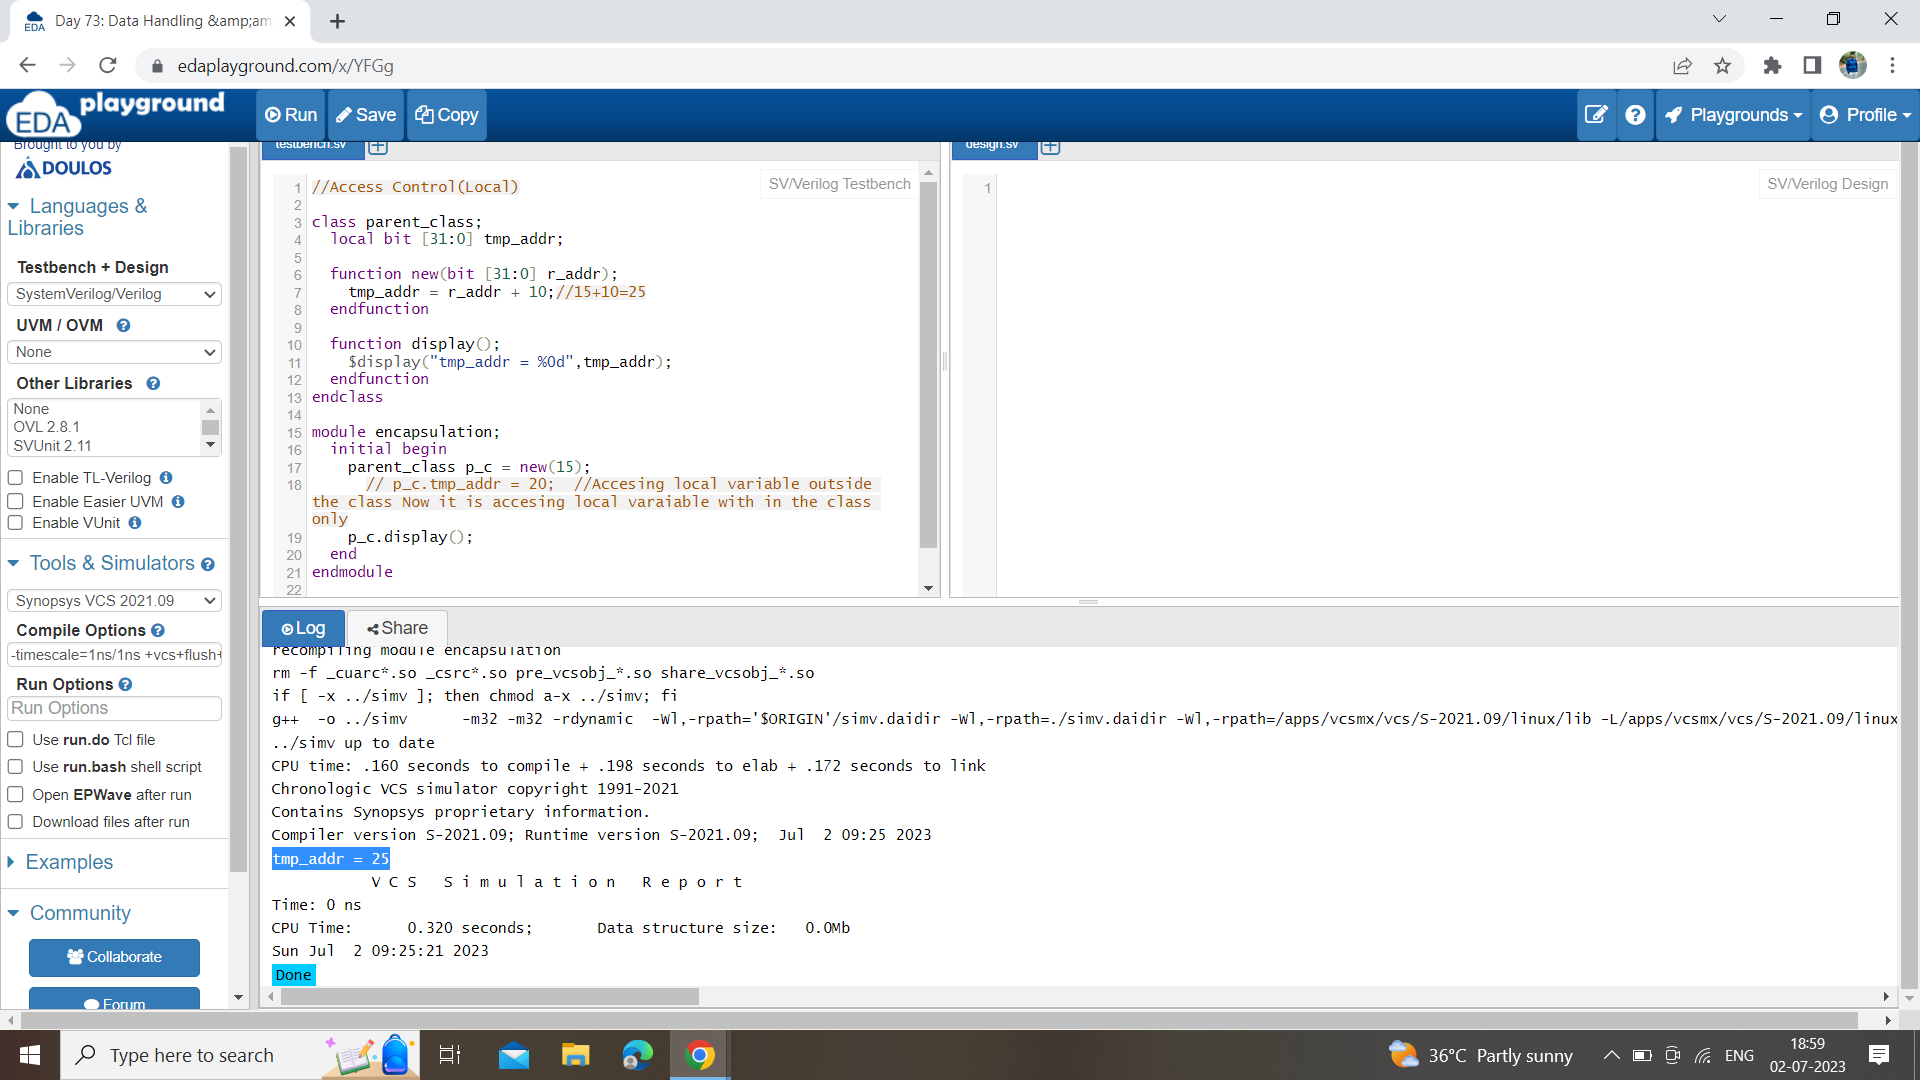 Day 73: Data Handling &amp;am
edaplayground.com/x/YFGg
EDA playground
Run
Save
Copy
Playgrounds
Profile
Brought to you by
DOULOS
Languages & Libraries
Testbench + Design
SystemVerilog/Verilog
UVM / OVM
None
Other Libraries
None
OVL 2.8.1
SVUnit 2.11
Enable TL-Verilog
Enable Easier UVM
Enable VUnit
Tools & Simulators
Synopsys VCS 2021.09
Compile Options
-timescale=1ns/1ns +vcs+flush+
Run Options
Run Options
Use run.do Tcl file
Use run.bash shell script
Open EPWave after run
Download files after run
Examples
Community
Collaborate
Forum
testbench.sv
SV/Verilog Testbench
1 //Access Control(Local)
2
3 class parent_class;
4 local bit [31:0] tmp_addr;
5
6 function new(bit [31:0] r_addr);
7 tmp_addr = r_addr + 10;//15+10=25
8 endfunction
9
10 function display();
11 $display("tmp_addr = %0d",tmp_addr);
12 endfunction
13 endclass
14
15 module encapsulation;
16 initial begin
17 parent_class p_c = new(15);
18 // p_c.tmp_addr = 20; //Accesing local variable outside
the class Now it is accesing local varaiable with in the class
only
19 p_c.display();
20 end
21 endmodule
22
design.sv
SV/Verilog Design
1
Log
Share
recompiling module encapsulation
rm -f _cuarc*.so _csrc*.so pre_vcsobj_*.so share_vcsobj_*.so
if [ -x ../simv ]; then chmod a-x ../simv; fi
g++ -o ../simv -m32 -m32 -rdynamic -Wl,-rpath='$ORIGIN'/simv.daidir -Wl,-rpath=./simv.daidir -Wl,-rpath=/apps/vcsmx/vcs/S-2021.09/linux/lib -L/apps/vcsmx/vcs/S-2021.09/linux
../simv up to date
CPU time: .160 seconds to compile + .198 seconds to elab + .172 seconds to link
Chronologic VCS simulator copyright 1991-2021
Contains Synopsys proprietary information.
Compiler version S-2021.09; Runtime version S-2021.09; Jul 2 09:25 2023
tmp_addr = 25
V C S S i m u l a t i o n R e p o r t
Time: 0 ns
CPU Time: 0.320 seconds; Data structure size: 0.0Mb
Sun Jul 2 09:25:21 2023
Done
Type here to search
36°C Partly sunny
ENG
18:59
02-07-2023